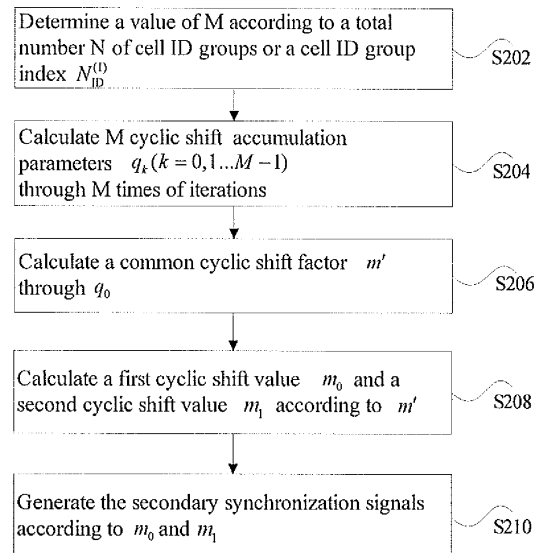 Determine a value of M according to a total
number N of cell ID groups or a cell ID group
index N_ID^(1)
S202
Calculate M cyclic shift accumulation
parameters q_k (k = 0,1...M −1)
through M times of iterations
S204
Calculate a common cyclic shift factor m′
through q_0
S206
Calculate a first cyclic shift value m_0 and a
second cyclic shift value m_1 according to m′
S208
Generate the secondary synchronization signals
according to m_0 and m_1
S210